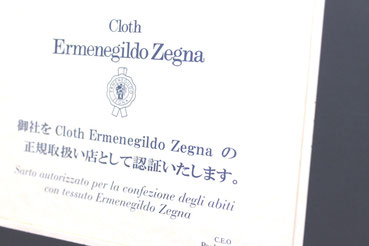 Cloth
Ermenegildo Zegna
御社を Cloth Ermenegildo Zegna の
正規取扱い店として認証いたします。
Sarto autorizzato per la confezione degli abiti
con tessuto Ermenegildo Zegna
C.E.O